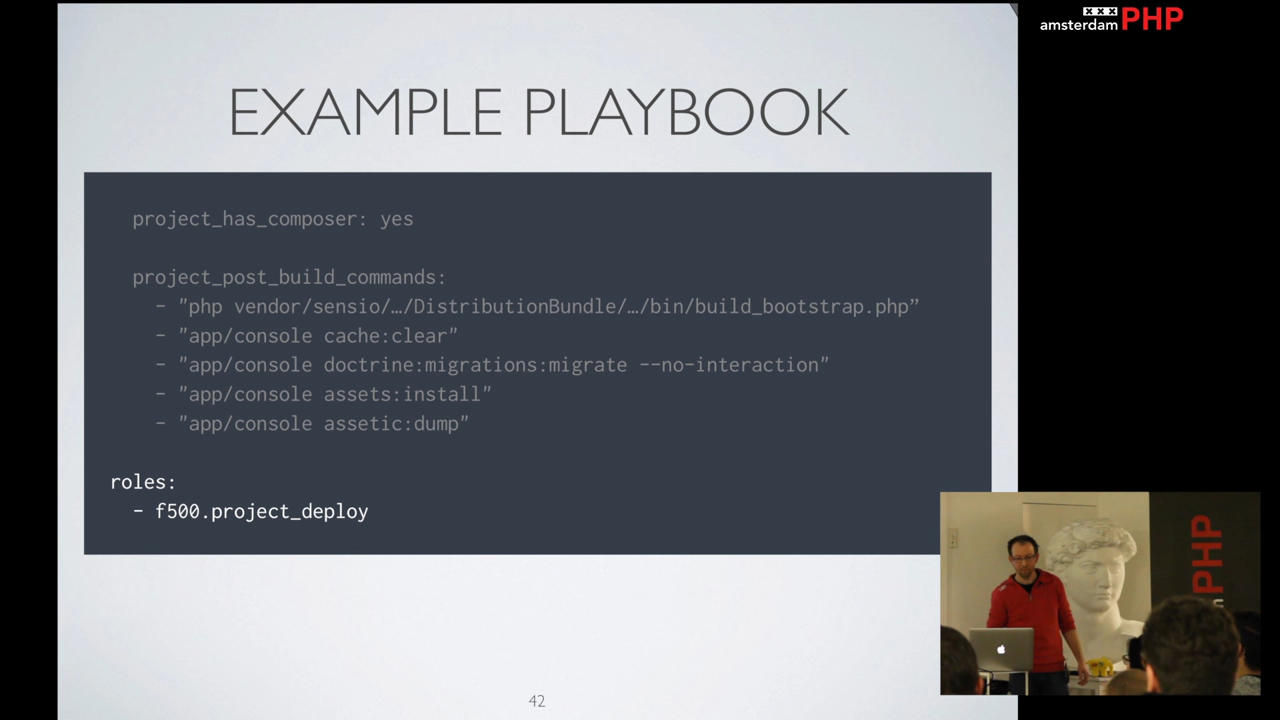 xxx
amsterdamPHP
EXAMPLE PLAYBOOK
project_has_composer: yes
project_post_build_commands:
- "php vendor/sensio/…/DistributionBundle/…/bin/build_bootstrap.php”
- "app/console cache:clear"
- "app/console doctrine:migrations:migrate --no-interaction"
- "app/console assets:install"
- "app/console assetic:dump"
roles:
- f500.project_deploy
42
PHP